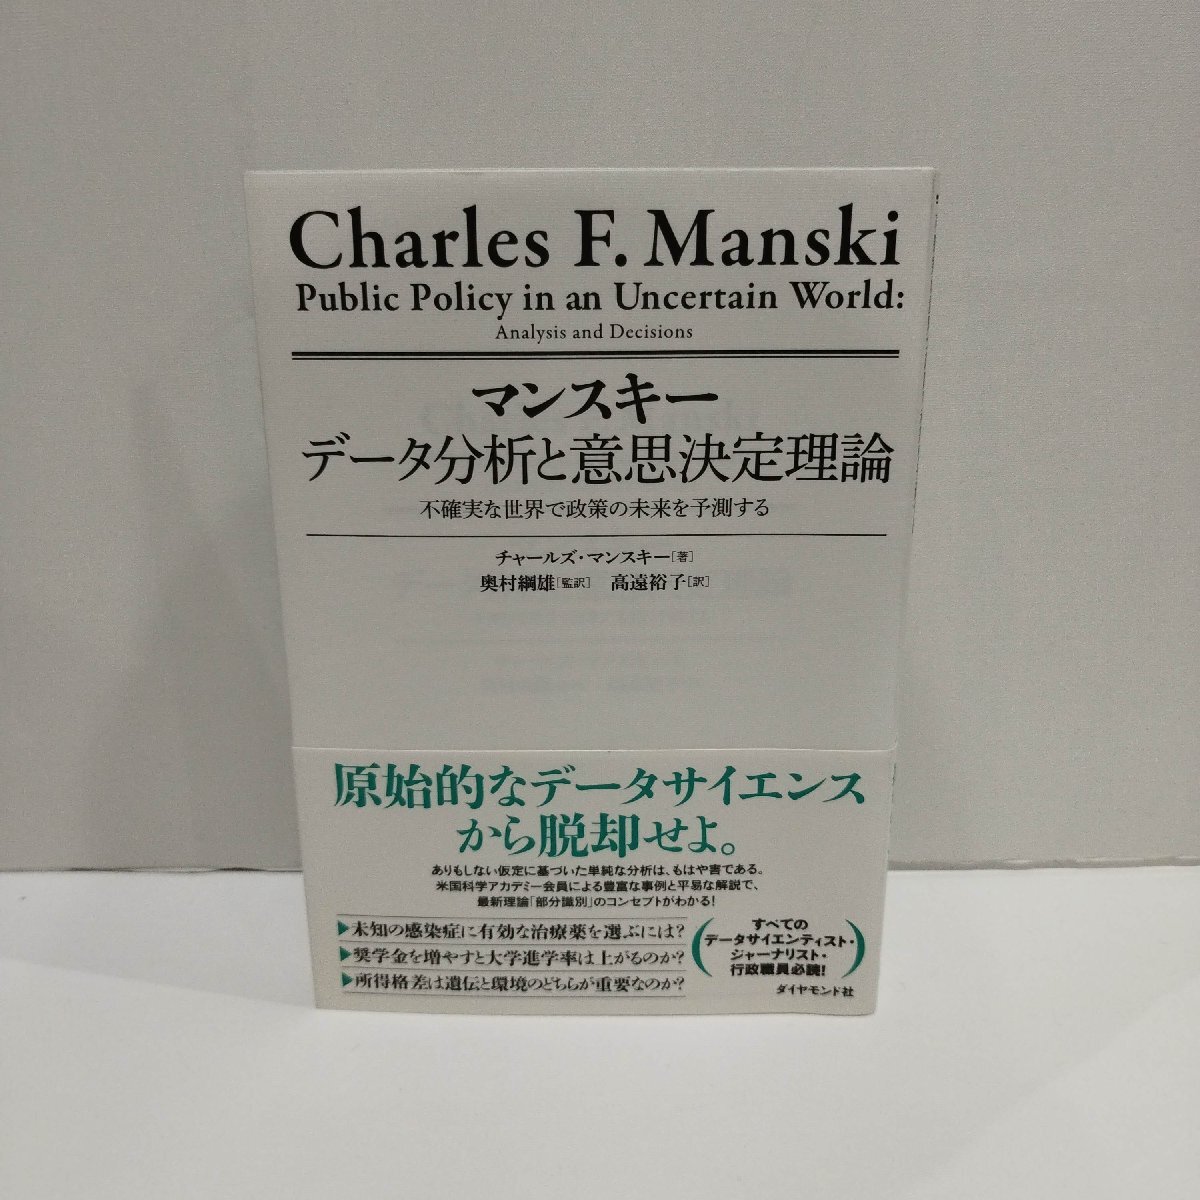 Charles F. Manski
Public Policy in an Uncertain World:
Analysis and Decisions
マンスキー
データ分析と意思決定理論
不確実な世界で政策の未来を予測する
チャールズ・マンスキー[著]
奥村綱雄[監訳] 高遠裕子[訳]
原始的なデータサイエンス
から脱却せよ。
ありもしない仮定に基づいた単純な分析は、もはや害である。
米国科学アカデミー会員による豊富な事例と平易な解説で、
最新理論「部分識別」のコンセプトがわかる!
▶未知の感染症に有効な治療薬を選ぶには?
▶奨学金を増やすと大学進学率は上がるのか?
▶所得格差は遺伝と環境のどちらが重要なのか?
すべての
データサイエンティスト・
ジャーナリスト・
行政職員必読!
ダイヤモンド社